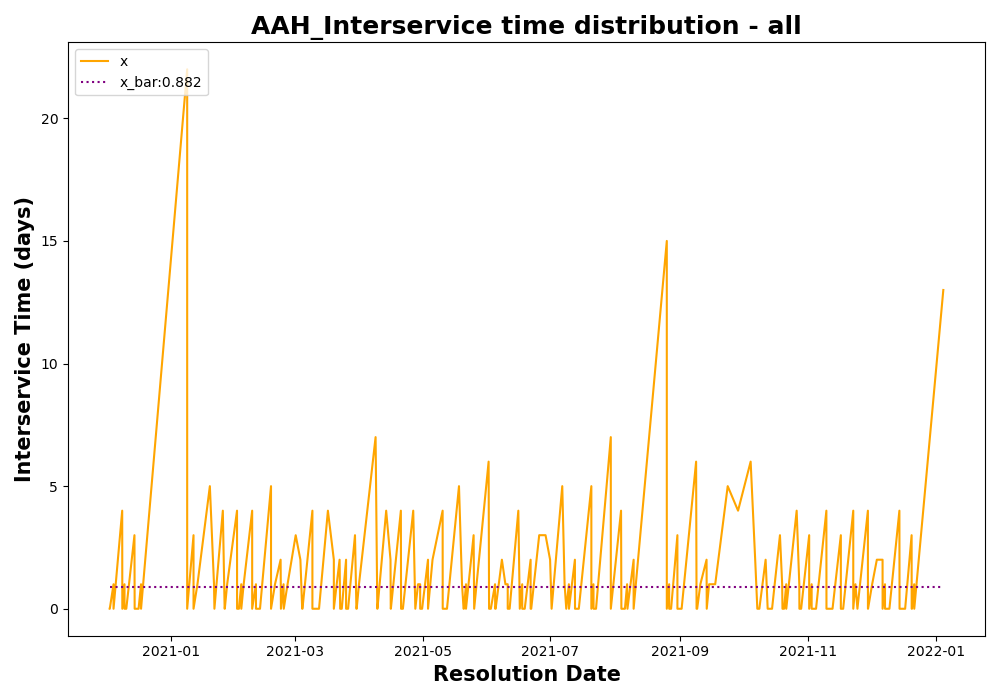 AAH_Interservice time distribution - all
x
x_bar:0.882
20
15
10
5
0
Interservice Time (days)
2021-01
2021-03
2021-05
2021-07
2021-09
2021-11
2022-01
Resolution Date